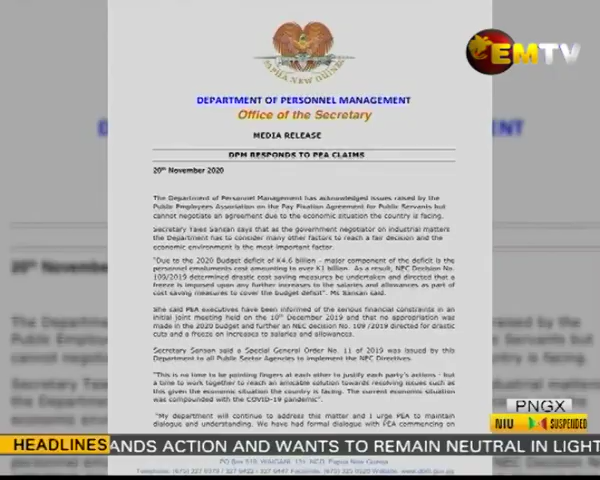 EMTV
PAPUA NEW GUINEA
DEPARTMENT OF PERSONNEL MANAGEMENT
Office of the Secretary
MEDIA RELEASE
DPM RESPONDS TO PEA CLAIMS
20th November 2020
The Department of Personnel Management has acknowledged issues raised by the
Public Employees Association on the Pay Fixation Agreement for Public Servants but
cannot negotiate an agreement due to the economic situation the country is facing.
Secretary Taies Sansan says that as the government negotiator on industrial matters
the Department has to consider many other factors to reach a fair decision and the
economic environment is the most important factor.
"Due to the 2020 Budget deficit of K4.6 billion – major component of the deficit is the
personnel emoluments cost amounting to over K1 billion. As a result, NEC Decision No.
109/2019 determined drastic cost saving measures be undertaken and directed that a
freeze is imposed upon any further increases to the salaries and allowances as part of
cost saving measures to cover the budget deficit". Ms Sansan said.
She said PEA executives have been informed of the serious financial constraints in an
initial joint meeting held on the 10th December 2019 and that no appropriation was
made in the 2020 budget and further an NEC decision No. 109 /2019 directed for drastic
cuts and a freeze on increases to salaries and allowances.
Secretary Sansan said a Special General Order No. 11 of 2019 was issued by this
Department to all Public Sector Agencies to implement the NEC Directives.
"This is no time to be pointing fingers at each other to justify each party's actions - but
a time to work together to reach an amicable solution towards resolving issues such as
this given the economic situation the country is facing. The current economic situation
was compounded with the COVID-19 pandemic".
"My department will continue to address this matter and I urge PEA to maintain
dialogue and understanding. We have had formal dialogue with PEA commencing on
PNGX
NIU SUSPENDED
HEADLINES ANDS ACTION AND WANTS TO REMAIN NEUTRAL IN LIGHT